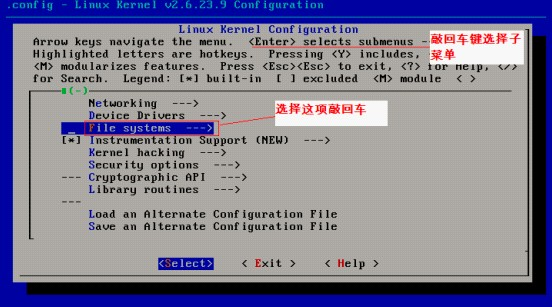 .config - Linux Kernel v2.6.23.9 Configuration
Linux Kernel Configuration
Arrow keys navigate the menu. <Enter> selects submenus --
Highlighted letters are hotkeys. Pressing <Y> includes,
<M> modularizes features. Press <Esc><Esc> to exit, <?> for Help, </>
for Search. Legend: [*] built-in [ ] excluded <M> module < >
敲回车键选择子
菜单
(-)
Networking --->
Device Drivers --->
选择这项敲回车
File systems --->
[*] Instrumentation Support (NEW) --->
Kernel hacking --->
Security options --->
--- Cryptographic API --->
Library routines --->
---
Load an Alternate Configuration File
Save an Alternate Configuration File
<Select> < Exit > < Help >